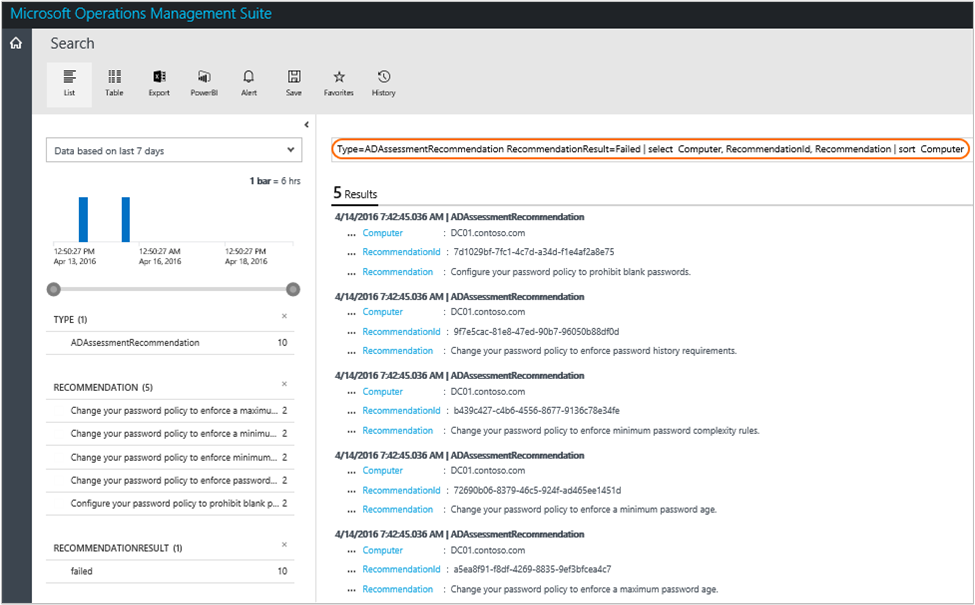 Microsoft Operations Management Suite
Search
List
Table
Export
PowerBI
Alert
Save
Favorites
History
Data based on last 7 days
1 bar = 6 hrs
12:50:27 PM
Apr 13, 2016
12:50:27 AM
Apr 16, 2016
12:50:27 PM
Apr 18, 2016
TYPE (1)
ADAssessmentRecommendation 10
RECOMMENDATION (5)
Change your password policy to enforce a maximu... 2
Change your password policy to enforce a minimu... 2
Change your password policy to enforce minimum... 2
Change your password policy to enforce password... 2
Configure your password policy to prohibit blank p... 2
RECOMMENDATIONRESULT (1)
failed 10
Type=ADAssessmentRecommendation RecommendationResult=Failed | select Computer, RecommendationId, Recommendation | sort Computer
5 Results
4/14/2016 7:42:45.036 AM | ADAssessmentRecommendation
... Computer : DC01.contoso.com
... RecommendationId : 7d1029bf-7fc1-4c7d-a34d-f1e4af2a8e75
... Recommendation : Configure your password policy to prohibit blank passwords.
4/14/2016 7:42:45.036 AM | ADAssessmentRecommendation
... Computer : DC01.contoso.com
... RecommendationId : 9f7e5cac-81e8-47ed-90b7-96050b88df0d
... Recommendation : Change your password policy to enforce password history requirements.
4/14/2016 7:42:45.036 AM | ADAssessmentRecommendation
... Computer : DC01.contoso.com
... RecommendationId : b439c427-c4b6-4556-8677-9136c78e34fe
... Recommendation : Change your password policy to enforce minimum password complexity rules.
4/14/2016 7:42:45.036 AM | ADAssessmentRecommendation
... Computer : DC01.contoso.com
... RecommendationId : 72690b06-8379-46c5-924f-ad465ee1451d
... Recommendation : Change your password policy to enforce a minimum password age.
4/14/2016 7:42:45.036 AM | ADAssessmentRecommendation
... Computer : DC01.contoso.com
... RecommendationId : a5ea8f91-f8df-4269-8835-9ef3bfcea4c7
... Recommendation : Change your password policy to enforce a maximum password age.